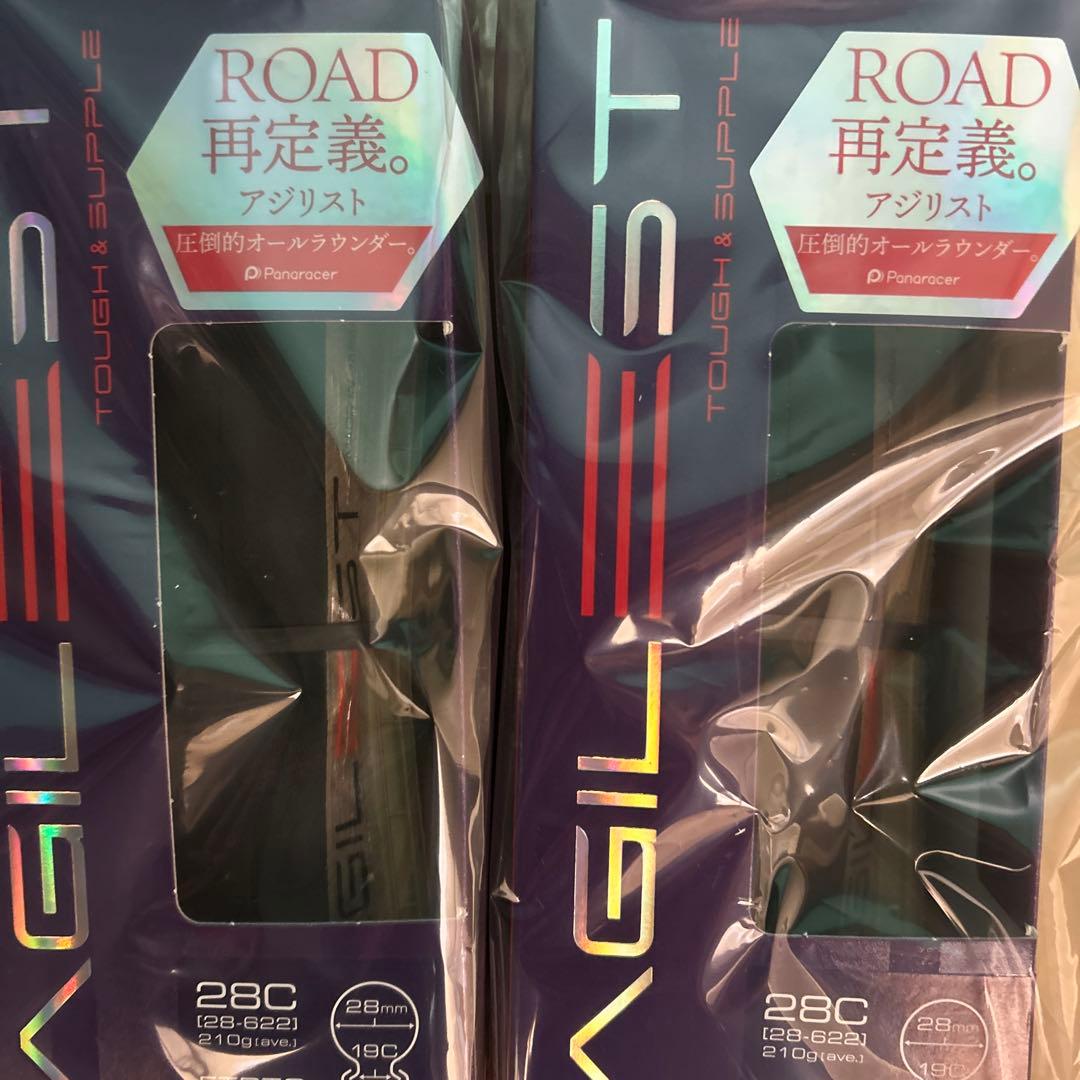 ROAD
再定義。
アジリスト
圧倒的オールラウンダー。
Panaracer
TOUGH & SUPPLE
AGILEST
AGILEST
28C
[28-622]
210g(ave.)
28mm
19C
ROAD
再定義。
アジリスト
圧倒的オールラウンダー。
Panaracer
TOUGH & SUPPLE
AGILEST
28C
[28-622]
210g(ave.)
28mm
19C